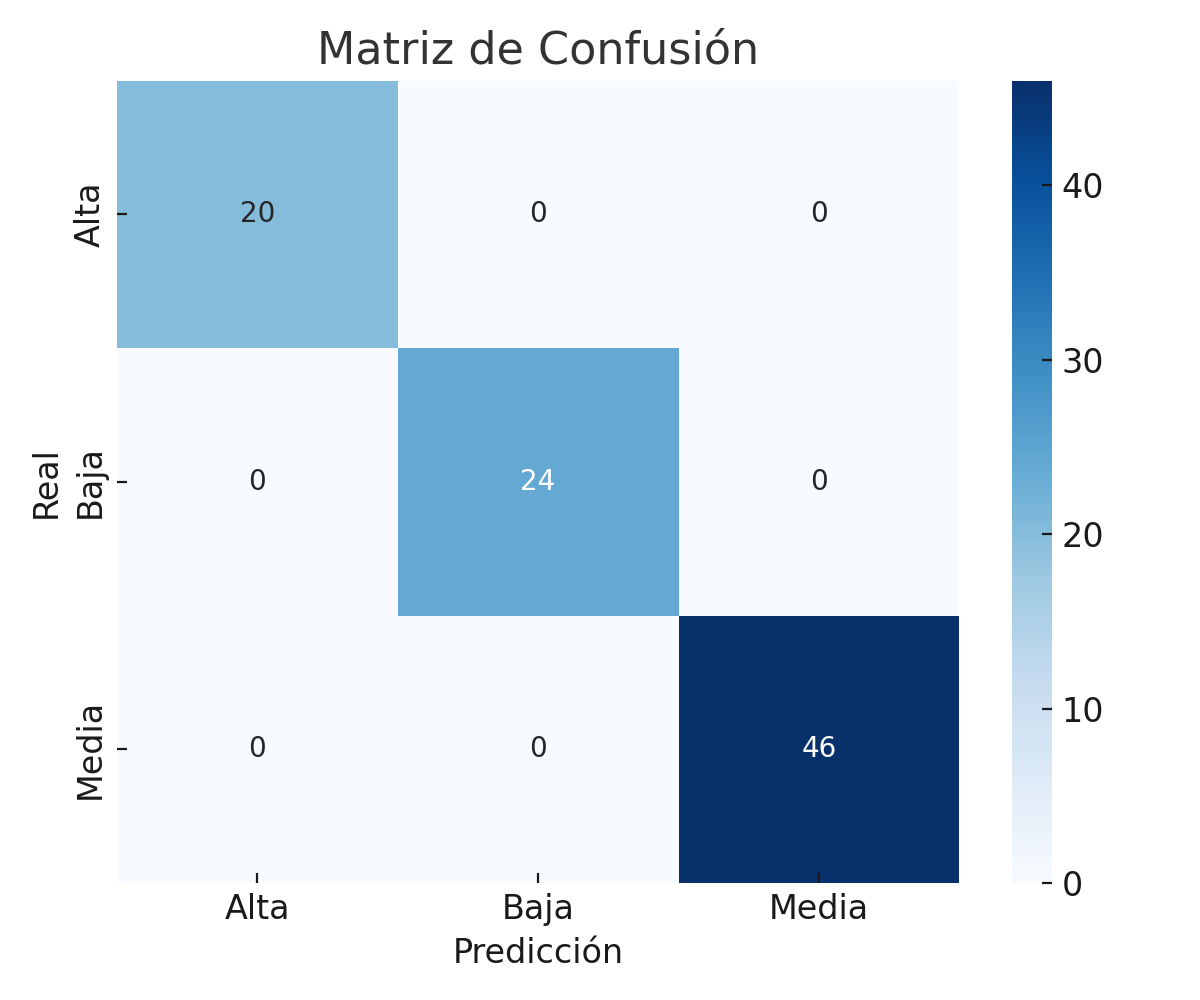 Matriz de Confusión
Alta
20
0
0
40
30
Real
Baja
0
24
0
20
10
Media
0
0
46
0
Alta
Baja
Media
Predicción